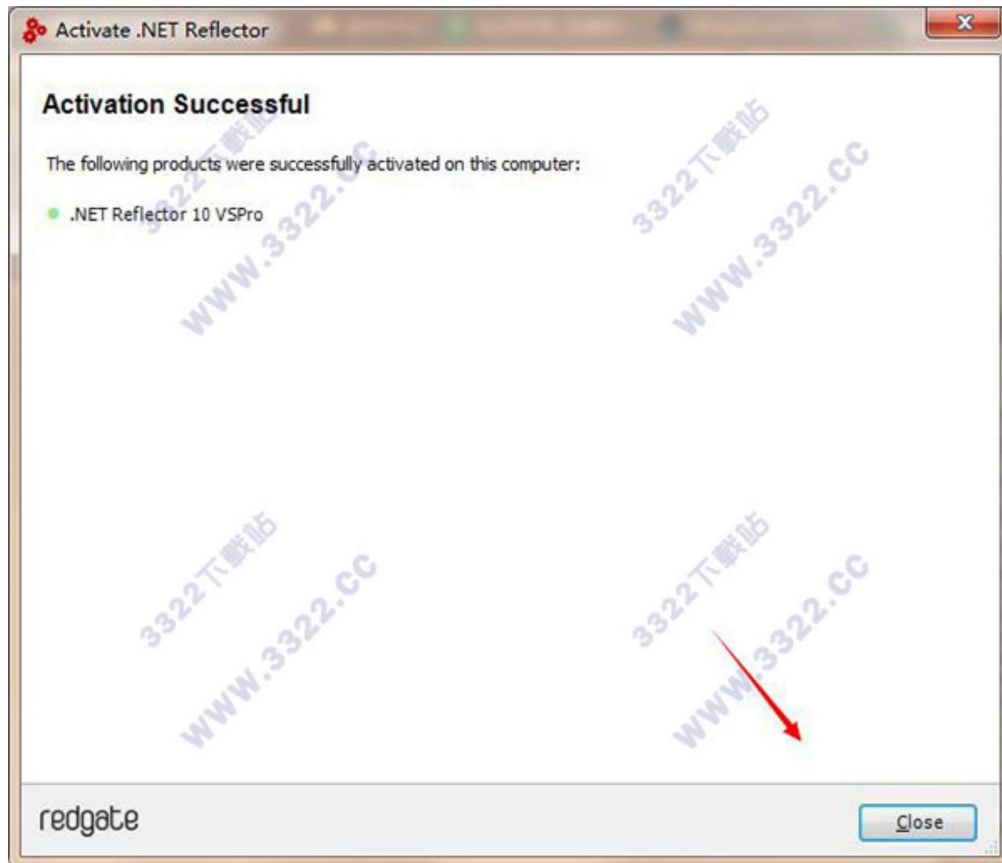 Activate .NET Reflector
Activation Successful
The following products were successfully activated on this computer:
.NET Reflector 10 VSPro
3322下载站
WWW.3322.CC
3322下载站
WWW.3322.CC
3322下载站
WWW.3322.CC
3322下载站
WWW.3322.CC
redgate
Close